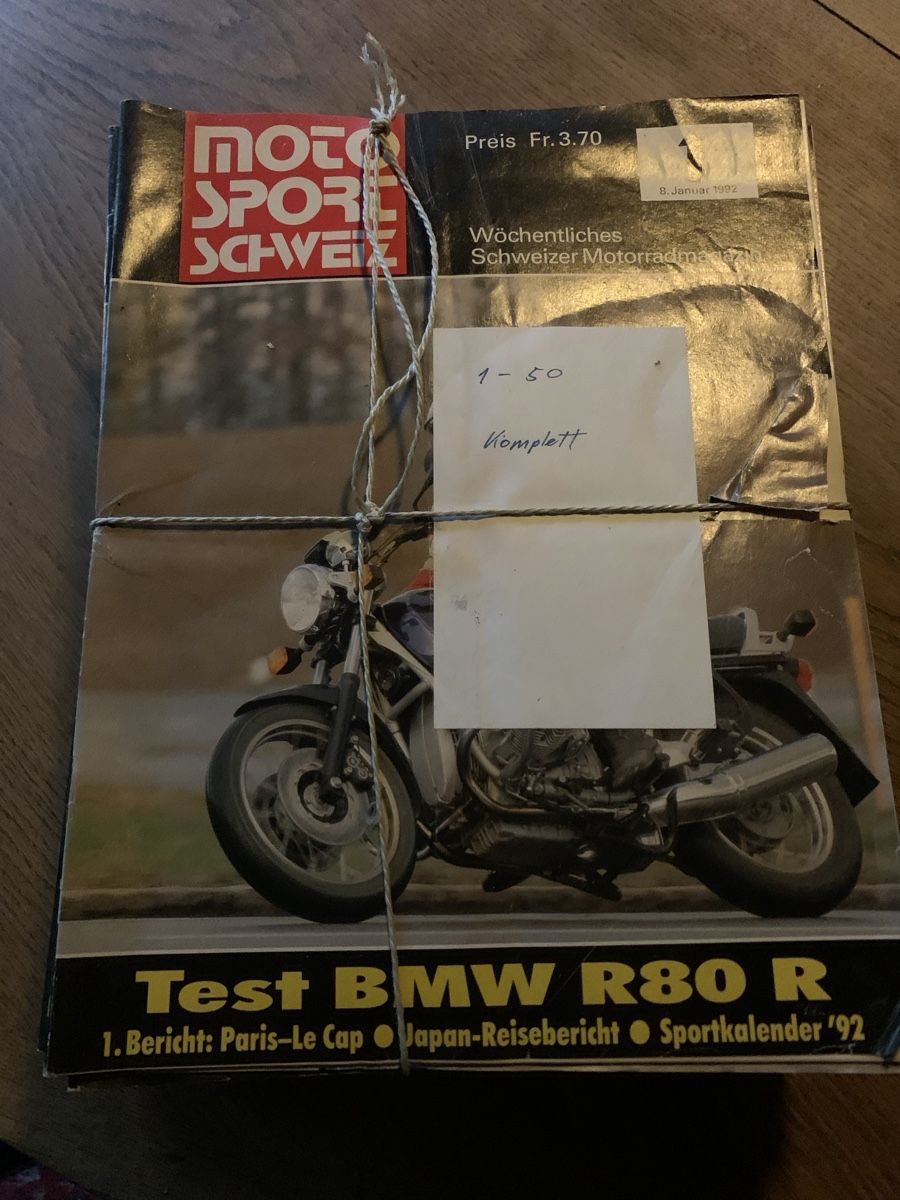 MOTO
SPORT
SCHWEIZ
Preis Fr. 3.70
1
8. Januar 1992
Wöchentliches
Schweizer Motorradmagazin
1 - 50
Komplett
Test BMW R80 R
1. Bericht: Paris–Le Cap ● Japan-Reisebericht ● Sportkalender '92